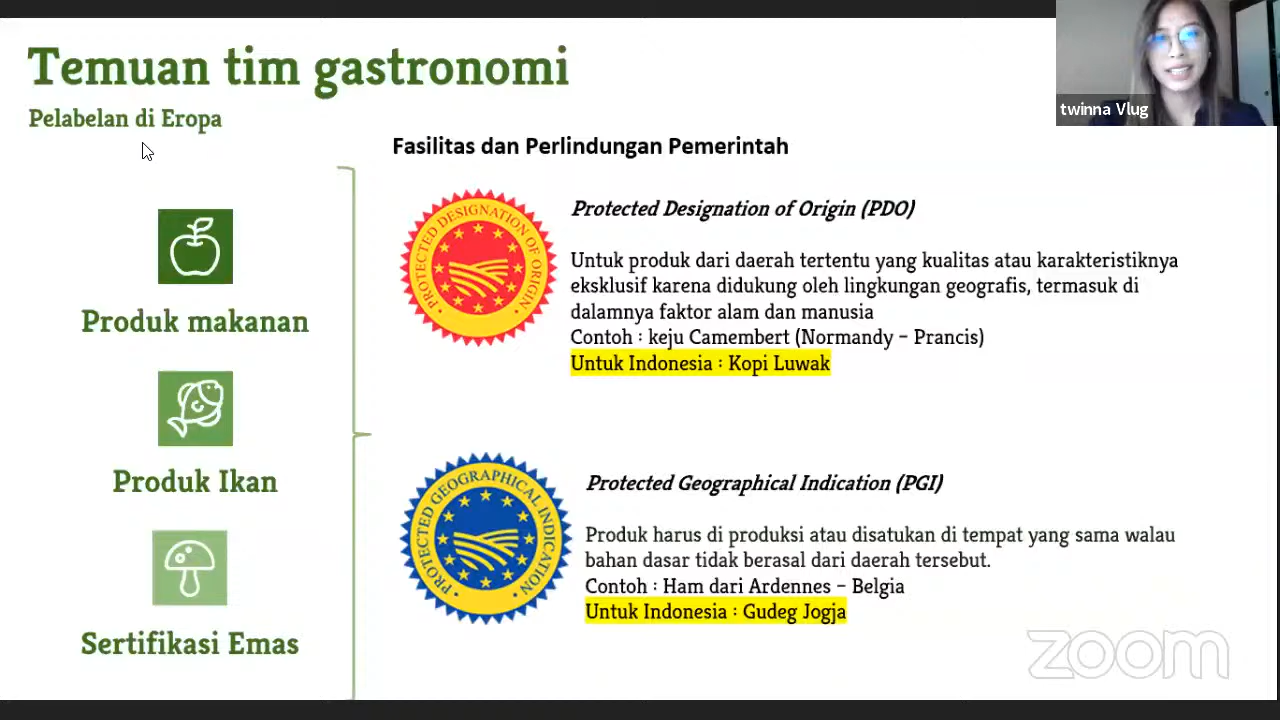 Temuan tim gastronomi
Pelabelan di Eropa
twinna Vlug
Fasilitas dan Perlindungan Pemerintah
Produk makanan
Produk Ikan
Sertifikasi Emas
PROTECTED DESIGNATION OF ORIGIN
Protected Designation of Origin (PDO)
Untuk produk dari daerah tertentu yang kualitas atau karakteristiknya
eksklusif karena didukung oleh lingkungan geografis, termasuk di
dalamnya faktor alam dan manusia
Contoh : keju Camembert (Normandy – Prancis)
Untuk Indonesia : Kopi Luwak
PROTECTED GEOGRAPHICAL INDICATION
Protected Geographical Indication (PGI)
Produk harus di produksi atau disatukan di tempat yang sama walau
bahan dasar tidak berasal dari daerah tersebut.
Contoh : Ham dari Ardennes – Belgia
Untuk Indonesia : Gudeg Jogja
zoom